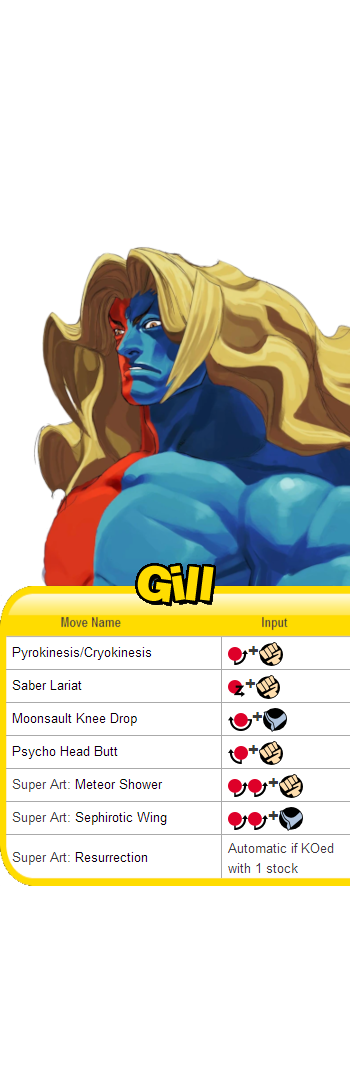 Gill
Move Name Input
Pyrokinesis/Cryokinesis +
Saber Lariat +
Moonsault Knee Drop +
Psycho Head Butt +
Super Art: Meteor Shower +
Super Art: Sephirotic Wing +
Super Art: Resurrection Automatic if KOed
with 1 stock